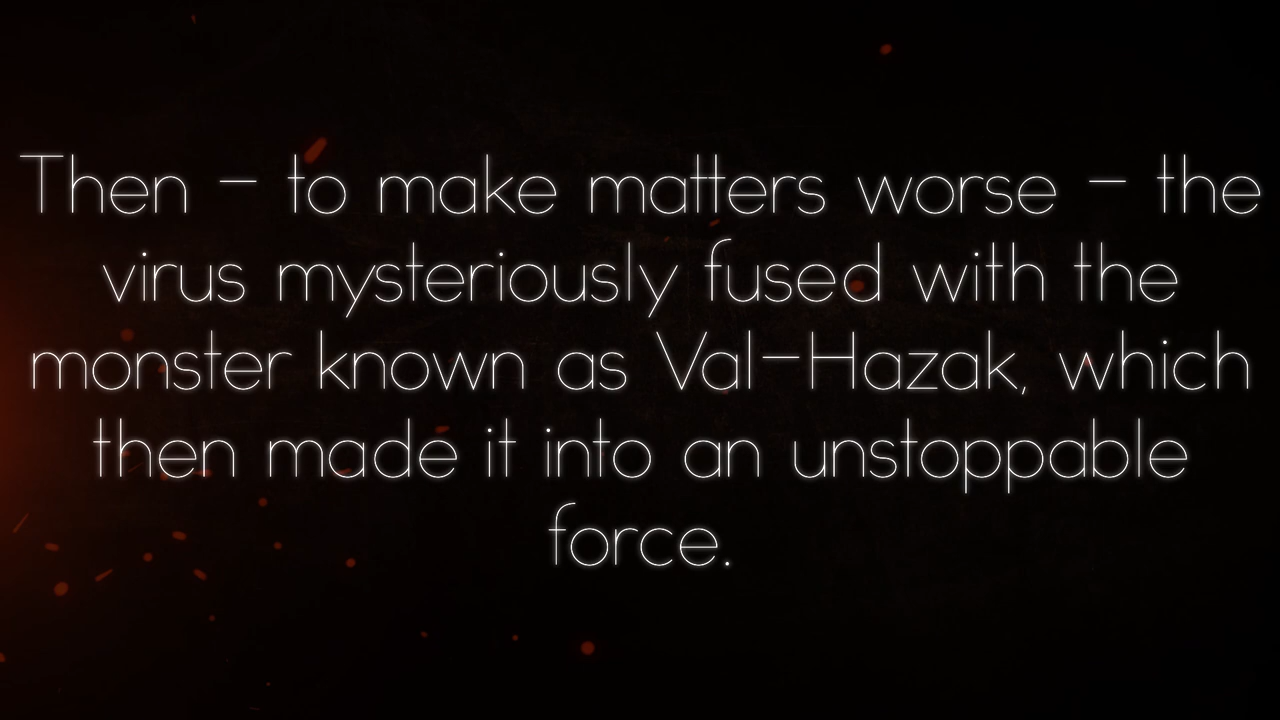 Then - to make matters worse - the
virus mysteriously fused with the
monster known as Val-Hazak, which
then made it into an unstoppable
force.